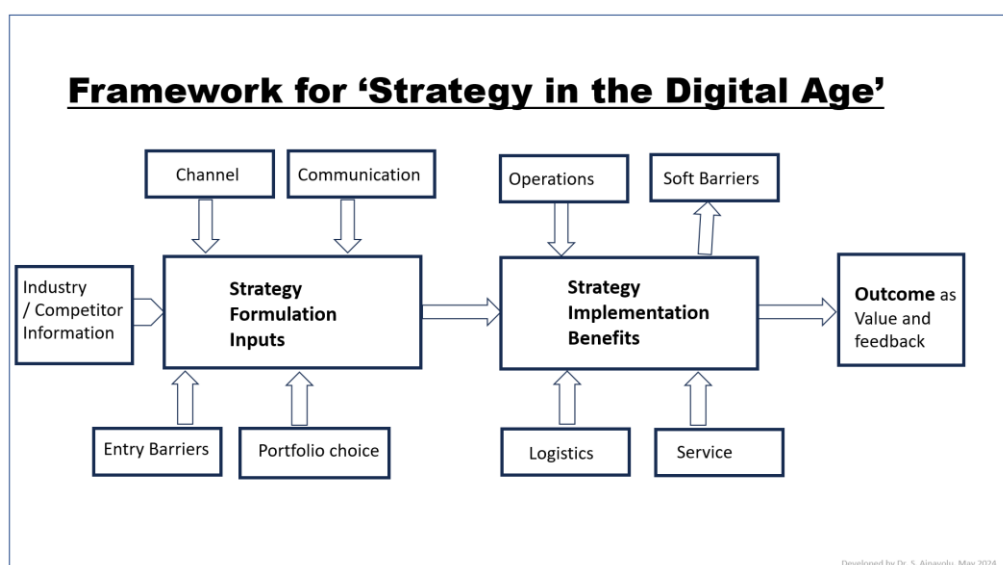 Framework for ‘Strategy in the Digital Age’
Channel
Communication
Operations
Soft Barriers
Industry
/ Competitor
Information
Strategy
Formulation
Inputs
Strategy
Implementation
Benefits
Outcome as
Value and
feedback
Entry Barriers
Portfolio choice
Logistics
Service
Developed by Dr. S. Ainavolu, May 2024